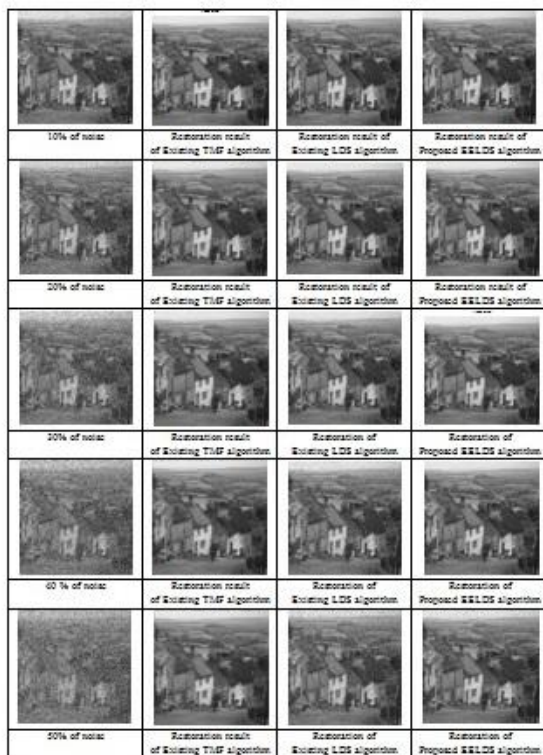 10% of noise
Restoration result
of Existing TMF algorithm
Restoration result of
Existing LDS algorithm
Restoration result of
Proposed EELDS algorithm
20% of noise
Restoration result
of Existing TMF algorithm
Restoration result of
Existing LDS algorithm
Restoration result of
Proposed EELDS algorithm
30% of noise
Restoration result
of Existing TMF algorithm
Restoration of
Existing LDS algorithm
Restoration of
Proposed EELDS algorithm
40 % of noise
Restoration result
of Existing TMF algorithm
Restoration of
Existing LDS algorithm
Restoration of
Proposed EELDS algorithm
50% of noise
Restoration result
of Existing TMF algorithm
Restoration of
Existing LDS algorithm
Restoration of
Proposed EELDS algorithm